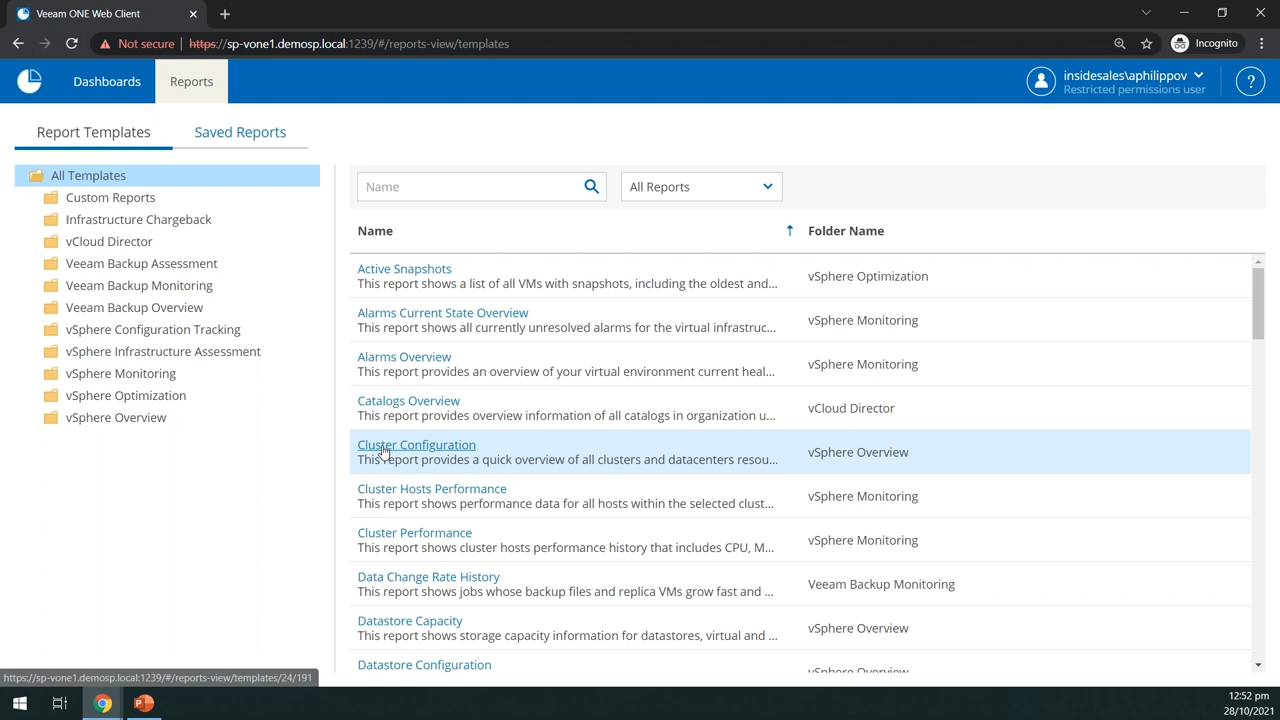 Veeam ONE Web Client
Not secure | https://sp-vone1.demosp.local:1239/#/reports-view/templates
Incognito
Dashboards
Reports
insidesales\aphilippov
Restricted permissions user
?
Report Templates
Saved Reports
All Templates
Custom Reports
Infrastructure Chargeback
vCloud Director
Veeam Backup Assessment
Veeam Backup Monitoring
Veeam Backup Overview
vSphere Configuration Tracking
vSphere Infrastructure Assessment
vSphere Monitoring
vSphere Optimization
vSphere Overview
Name
All Reports
Name
Folder Name
Active Snapshots
This report shows a list of all VMs with snapshots, including the oldest and...
vSphere Optimization
Alarms Current State Overview
This report shows all currently unresolved alarms for the virtual infrastruc...
vSphere Monitoring
Alarms Overview
This report provides an overview of your virtual environment current heal...
vSphere Monitoring
Catalogs Overview
This report provides overview information of all catalogs in organization u...
vCloud Director
Cluster Configuration
This report provides a quick overview of all clusters and datacenters resou...
vSphere Overview
Cluster Hosts Performance
This report shows performance data for all hosts within the selected clust...
vSphere Monitoring
Cluster Performance
This report shows cluster hosts performance history that includes CPU, M...
vSphere Monitoring
Data Change Rate History
This report shows jobs whose backup files and replica VMs grow fast and ...
Veeam Backup Monitoring
Datastore Capacity
This report shows storage capacity information for datastores, virtual and ...
vSphere Overview
Datastore Configuration
vSphere Overview
https://sp-vone1.demosp.local:1239/#/reports-view/templates/24/191
12:52 pm
28/10/2021